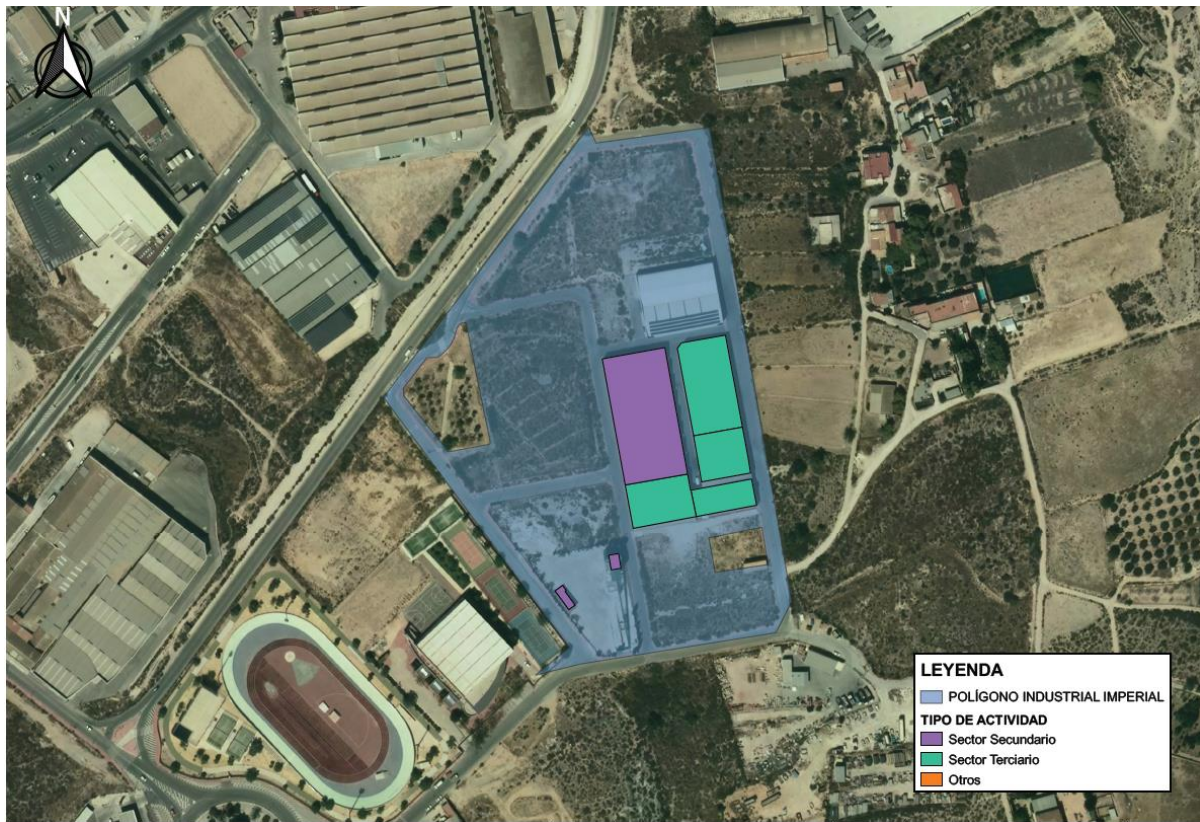 N
LEYENDA
POLÍGONO INDUSTRIAL IMPERIAL
TIPO DE ACTIVIDAD
Sector Secundario
Sector Terciario
Otros